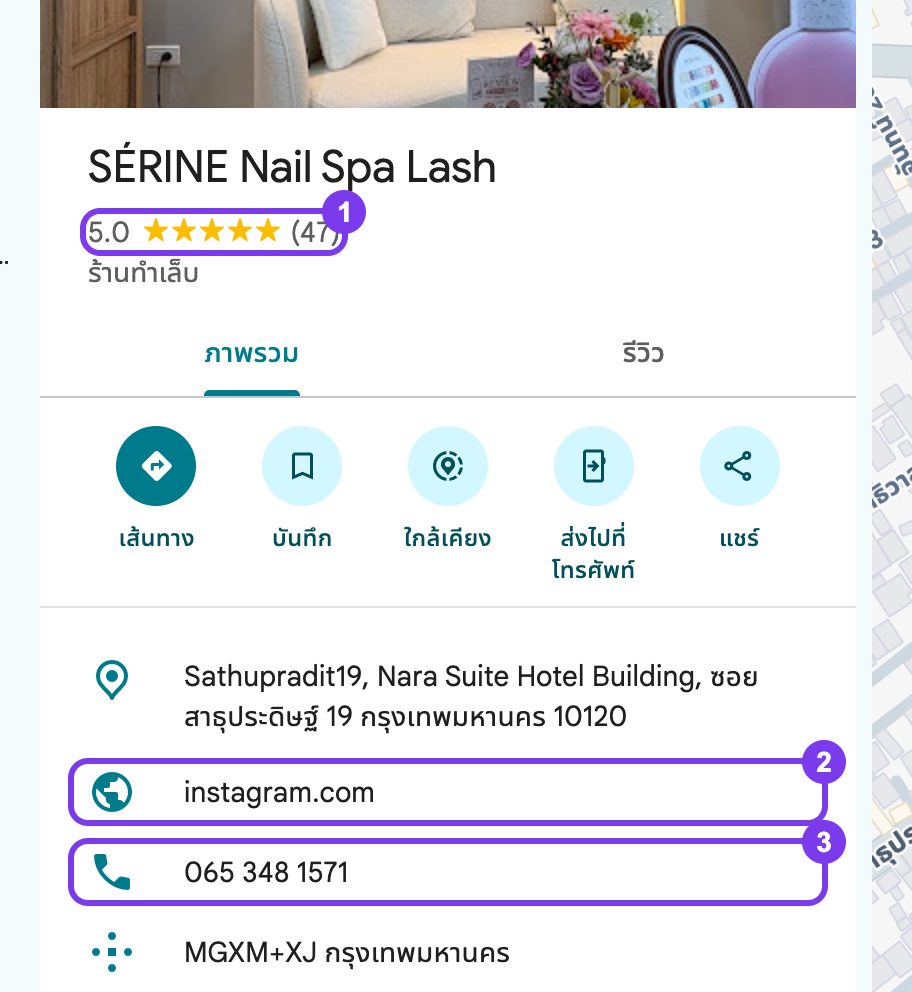 REVIEW
SÉRINE Nail Spa Lash
1
5.0 (47)
ร้านทำเล็บ
ภาพรวม
รีวิว
เส้นทาง
บันทึก
ใกล้เคียง
ส่งไปที่
โทรศัพท์
แชร์
Sathupradit19, Nara Suite Hotel Building, ซอย
สาธุประดิษฐ์ 19 กรุงเทพมหานคร 10120
2
instagram.com
3
065 348 1571
MGXM+XJ กรุงเทพมหานคร